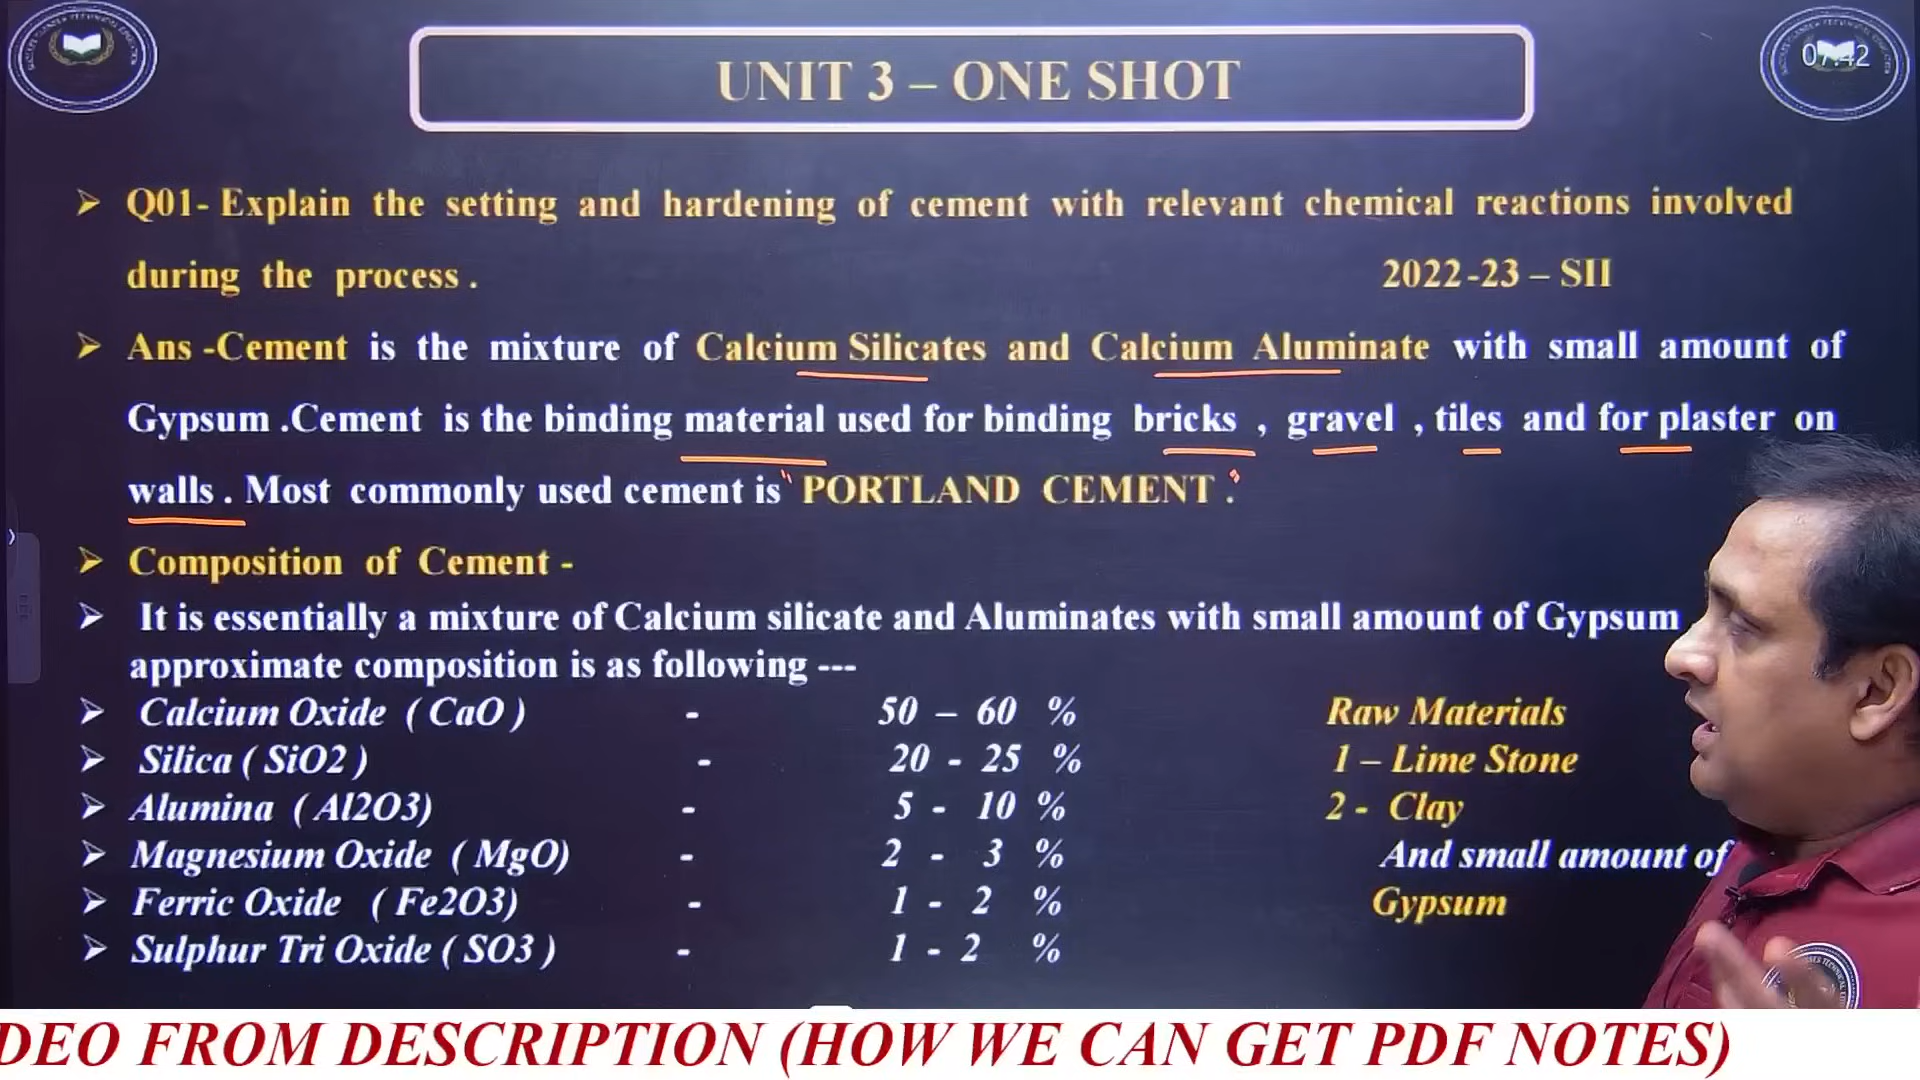 07:42
UNIT 3 – ONE SHOT
Q01- Explain the setting and hardening of cement with relevant chemical reactions involved
during the process . 2022-23 – SII
Ans -Cement is the mixture of Calcium Silicates and Calcium Aluminate with small amount of
Gypsum .Cement is the binding material used for binding bricks , gravel , tiles and for plaster on
walls . Most commonly used cement is " PORTLAND CEMENT . "
Composition of Cement -
It is essentially a mixture of Calcium silicate and Aluminates with small amount of Gypsum
approximate composition is as following ---
Calcium Oxide ( CaO ) - 50 – 60 % Raw Materials
Silica ( SiO2 ) - 20 - 25 % 1 – Lime Stone
Alumina ( Al2O3) - 5 - 10 % 2 - Clay
Magnesium Oxide ( MgO) - 2 - 3 % And small amount of
Ferric Oxide ( Fe2O3) - 1 - 2 % Gypsum
Sulphur Tri Oxide ( SO3 ) - 1 - 2 %
DEO FROM DESCRIPTION (HOW WE CAN GET PDF NOTES)